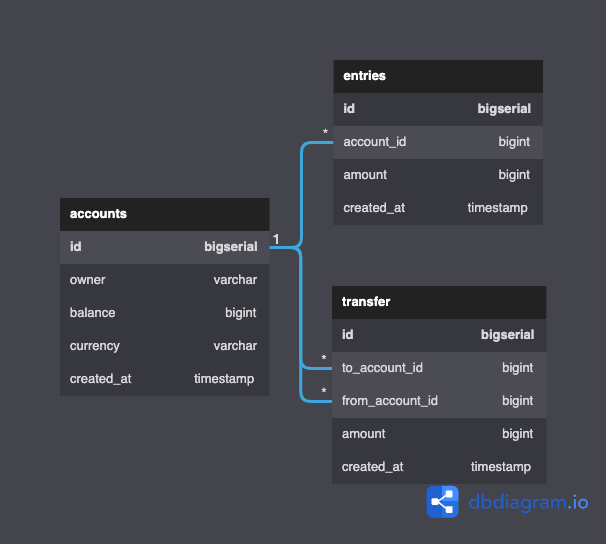 entries
id bigserial
* account_id bigint
amount bigint
created_at timestamp
accounts
id bigserial 1
owner varchar
balance bigint
currency varchar
created_at timestamp
transfer
id bigserial
* to_account_id bigint
* from_account_id bigint
amount bigint
created_at timestamp
dbdiagram.io